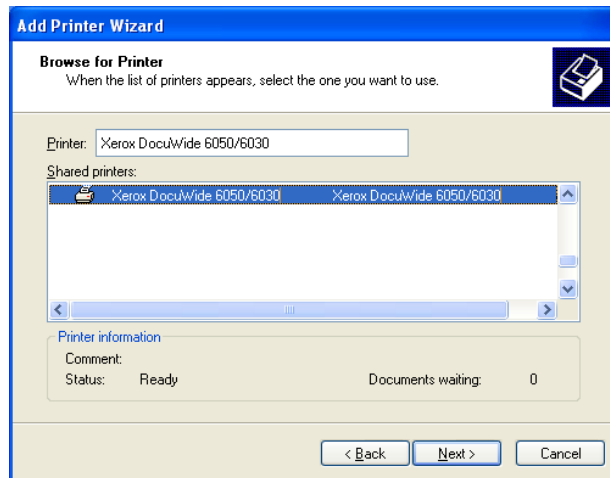 Add Printer Wizard
Browse for Printer
When the list of printers appears, select the one you want to use.
Printer: Xerox DocuWide 6050/6030
Shared printers:
Xerox DocuWide 6050/6030 Xerox DocuWide 6050/6030
Printer information
Comment:
Status: Ready Documents waiting: 0
< Back Next > Cancel